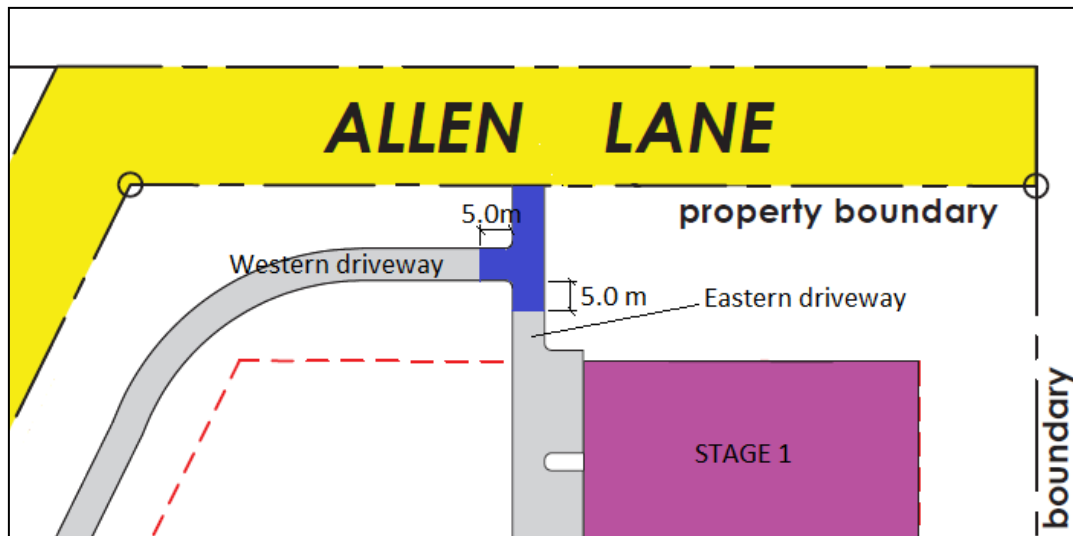 ALLEN LANE
5.0m
property boundary
Western driveway
5.0 m
Eastern driveway
STAGE 1
boundary